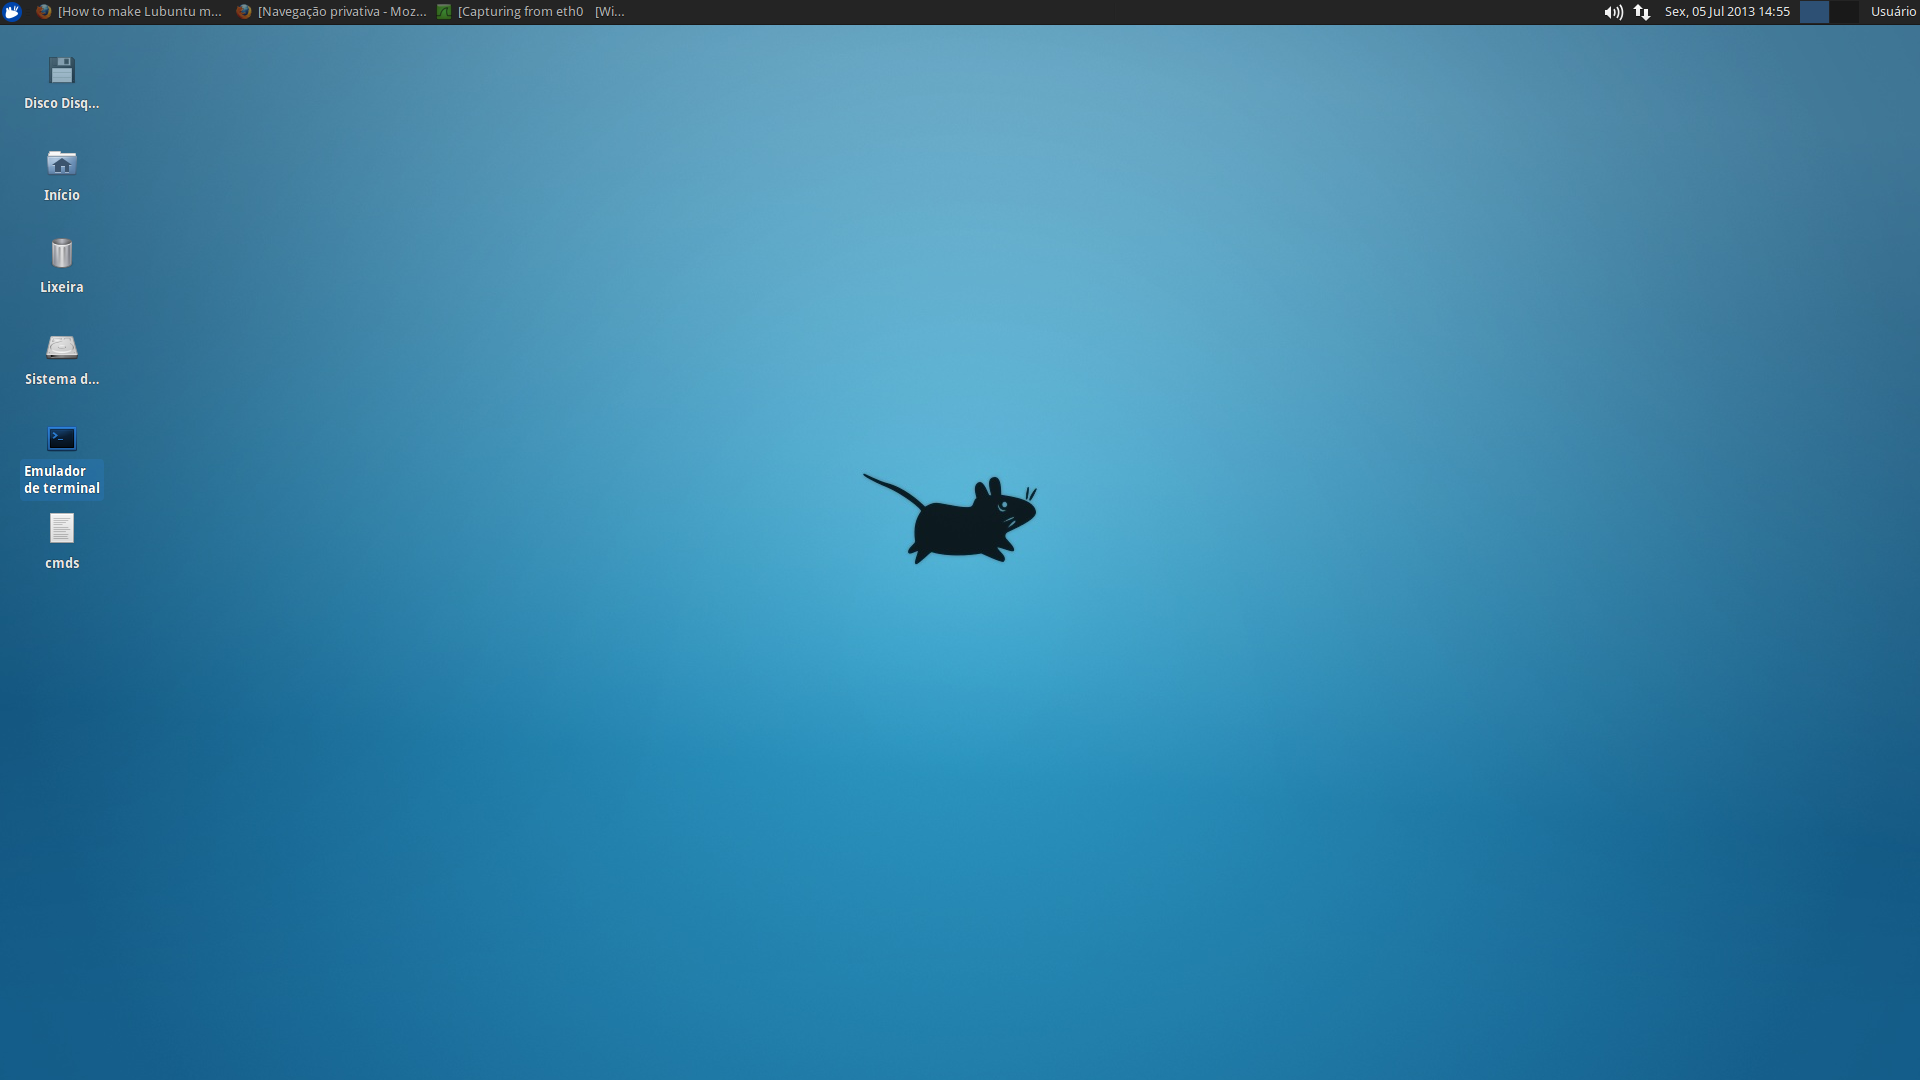 [How to make Lubuntu m...
[Navegação privativa - Moz...
[Capturing from eth0 [Wi...
Sex, 05 Jul 2013 14:55
Usuário
Disco Disq...
Início
Lixeira
Sistema d...
Emulador
de terminal
cmds